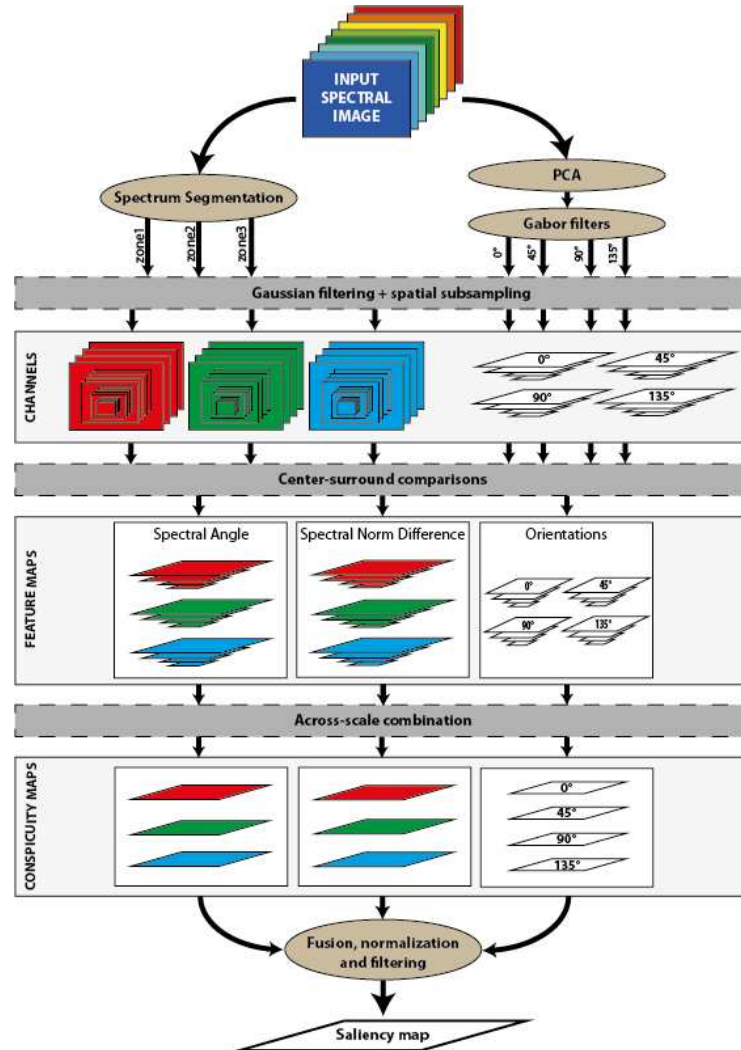 INPUT
SPECTRAL
IMAGE
Spectrum Segmentation
PCA
Gabor filters
zone1
zone2
zone3
0°
45°
90°
135°
Gaussian filtering + spatial subsampling
CHANNELS
0°
45°
90°
135°
Center-surround comparisons
FEATURE MAPS
Spectral Angle
Spectral Norm Difference
Orientations
0°
45°
90°
135°
Across-scale combination
CONSPICUITY MAPS
0°
45°
90°
135°
Fusion, normalization
and filtering
Saliency map